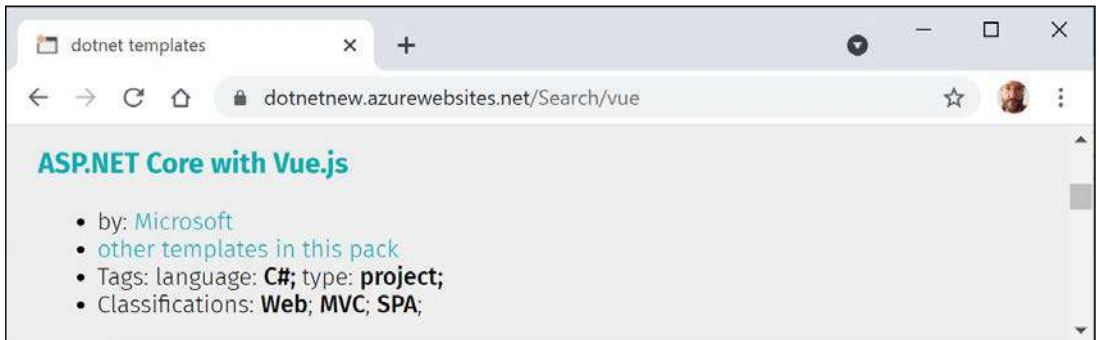 dotnet templates
dotnetnew.azurewebsites.net/Search/vue
ASP.NET Core with Vue.js
by: Microsoft
other templates in this pack
Tags: language: C#; type: project;
Classifications: Web; MVC; SPA;